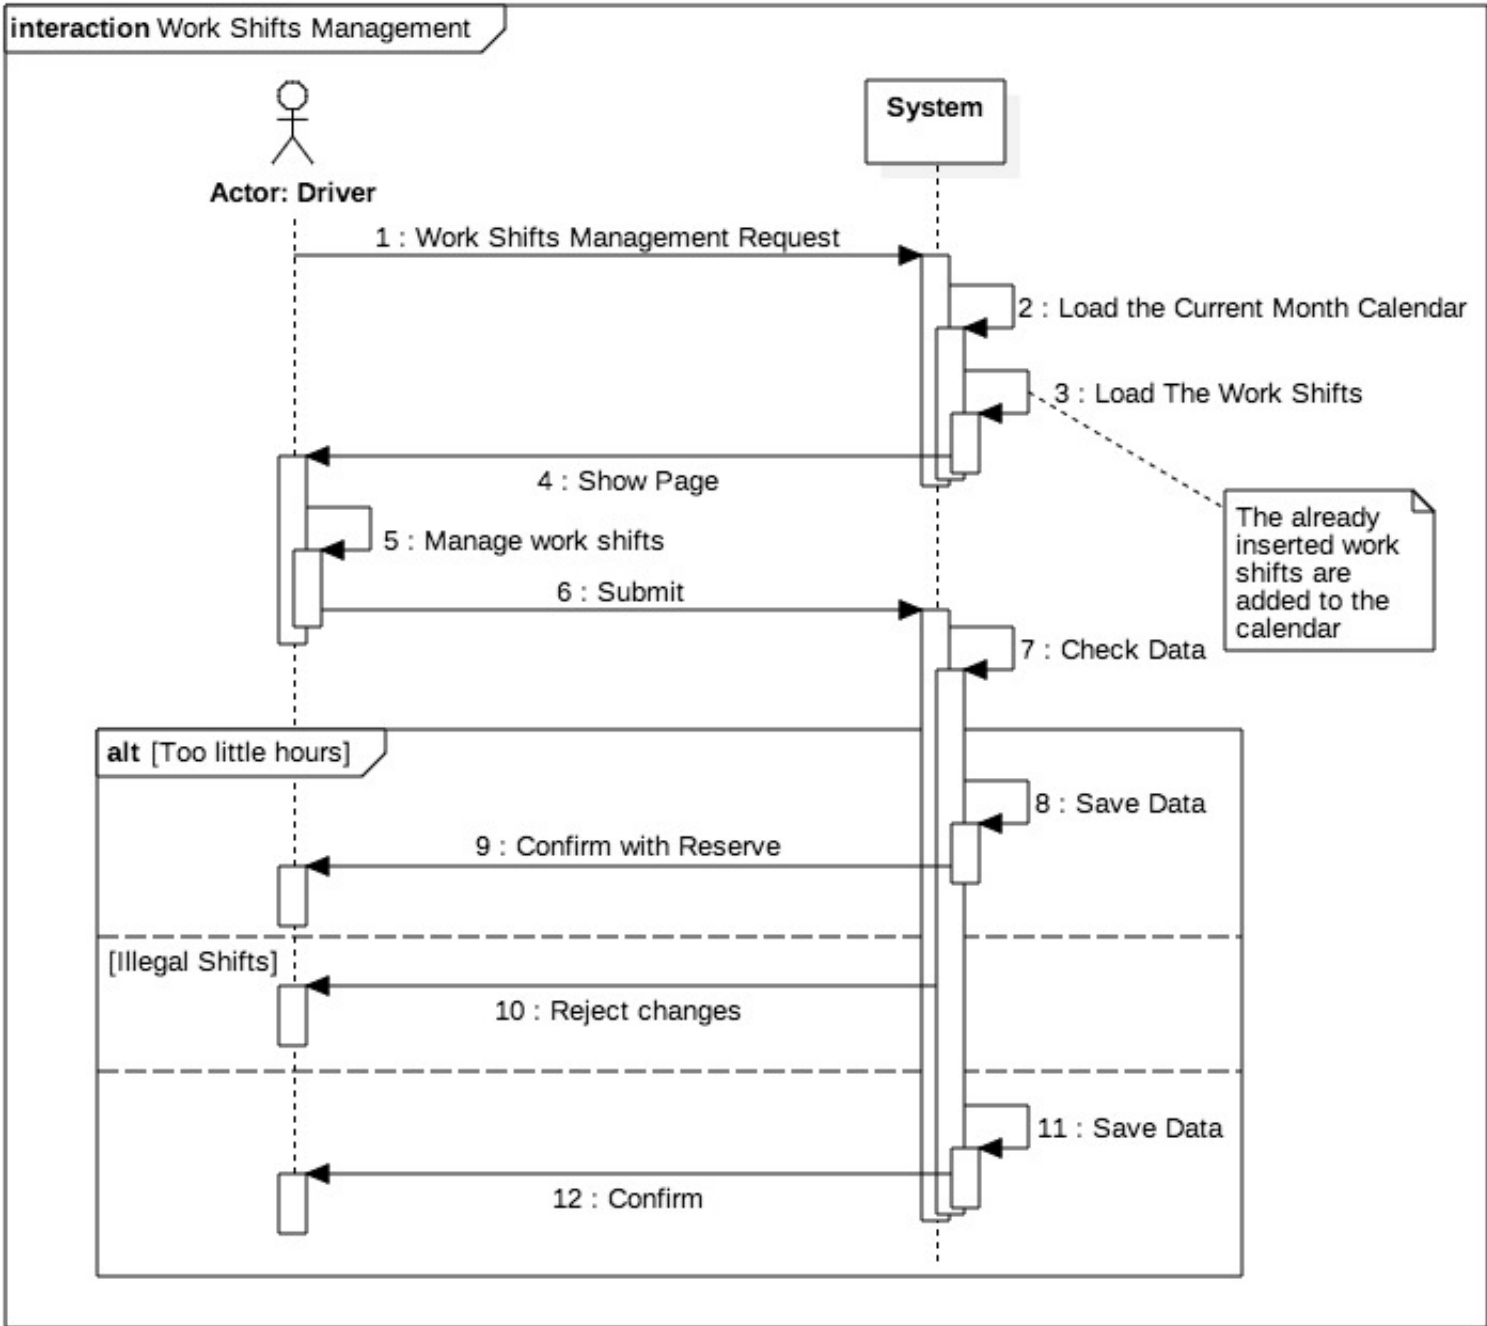 interaction Work Shifts Management
System
Actor: Driver
1 : Work Shifts Management Request
2 : Load the Current Month Calendar
3 : Load The Work Shifts
4 : Show Page
The already
inserted work
shifts are
added to the
calendar
5 : Manage work shifts
6 : Submit
7 : Check Data
alt [Too little hours]
8 : Save Data
9 : Confirm with Reserve
[Illegal Shifts]
10 : Reject changes
11 : Save Data
12 : Confirm